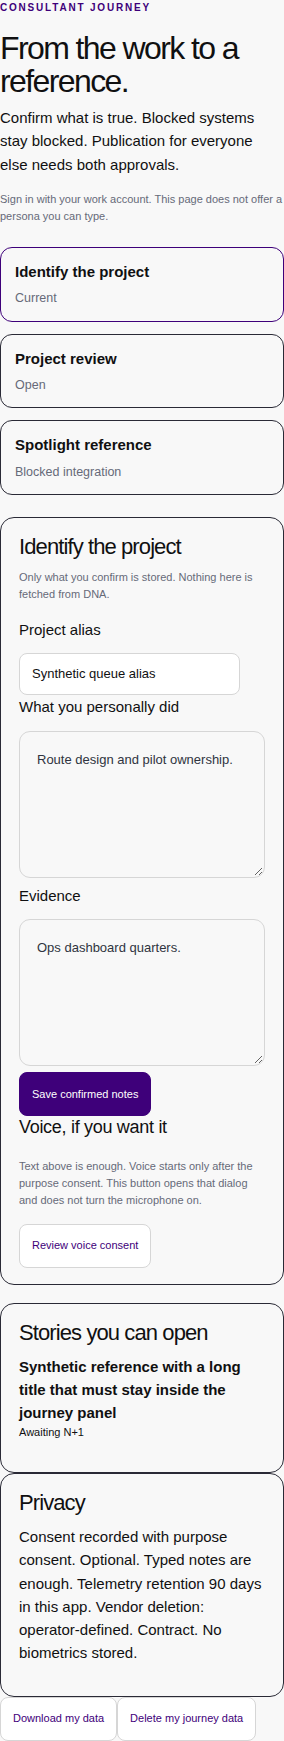 CONSULTANT JOURNEY
From the work to a
reference.
Confirm what is true. Blocked systems
stay blocked. Publication for everyone
else needs both approvals.
Sign in with your work account. This page does not offer a
persona you can type.
Identify the project
Current
Project review
Open
Spotlight reference
Blocked integration
Identify the project
Only what you confirm is stored. Nothing here is
fetched from DNA.
Project alias
Synthetic queue alias
What you personally did
Route design and pilot ownership.
Evidence
Ops dashboard quarters.
Save confirmed notes
Voice, if you want it
Text above is enough. Voice starts only after the
purpose consent. This button opens that dialog
and does not turn the microphone on.
Review voice consent
Stories you can open
Synthetic reference with a long
title that must stay inside the
journey panel
Awaiting N+1
Privacy
Consent recorded with purpose
consent. Optional. Typed notes are
enough. Telemetry retention 90 days
in this app. Vendor deletion:
operator-defined. Contract. No
biometrics stored.
Download my data
Delete my journey data